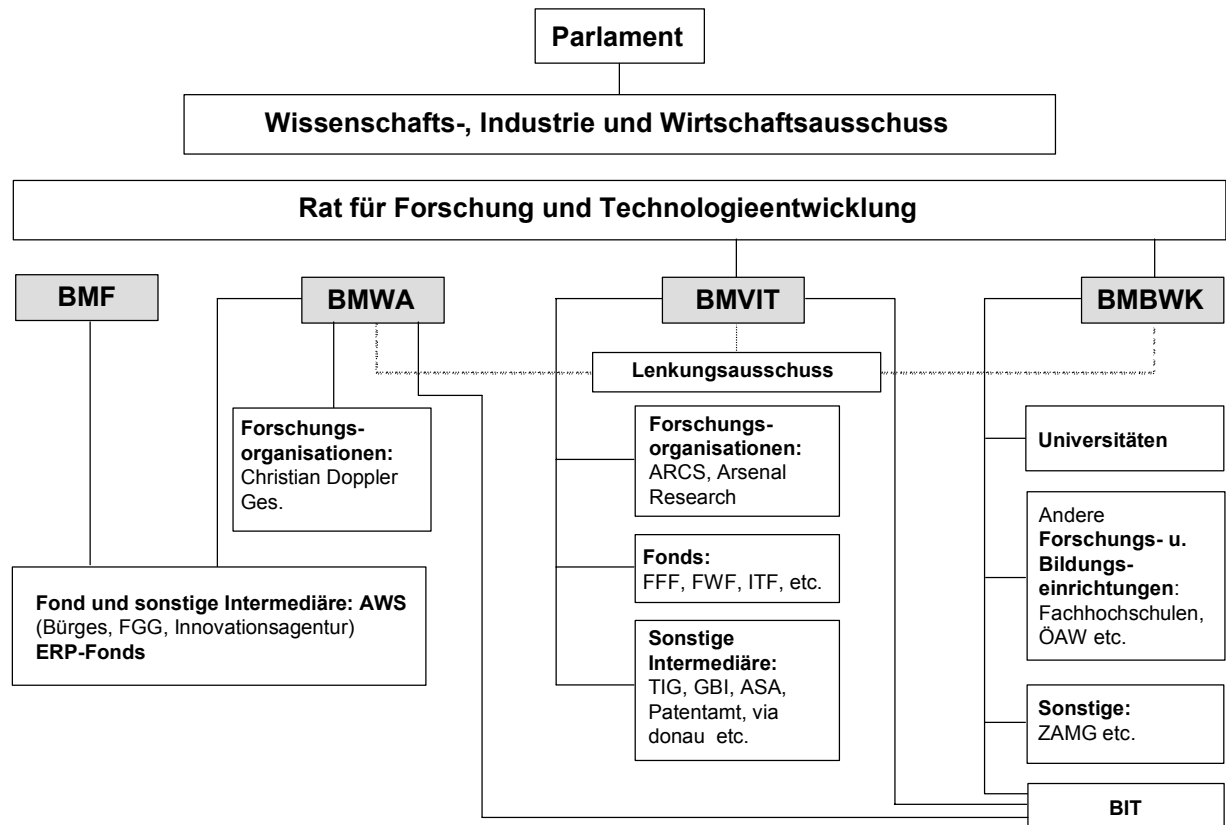 Parlament
Wissenschafts-, Industrie und Wirtschaftsausschuss
Rat für Forschung und Technologieentwicklung
BMF
BMWA
BMVIT
BMBWK
Lenkungsausschuss
Forschungs-
organisationen:
Christian Doppler
Ges.
Fond und sonstige Intermediäre: AWS
(Bürges, FGG, Innovationsagentur)
ERP-Fonds
Forschungs-
organisationen:
ARCS, Arsenal
Research
Fonds:
FFF, FWF, ITF, etc.
Sonstige
Intermediäre:
TIG, GBI, ASA,
Patentamt, via
donau etc.
Universitäten
Andere
Forschungs- u.
Bildungs-
einrichtungen:
Fachhochschulen,
ÖAW etc.
Sonstige:
ZAMG etc.
BIT